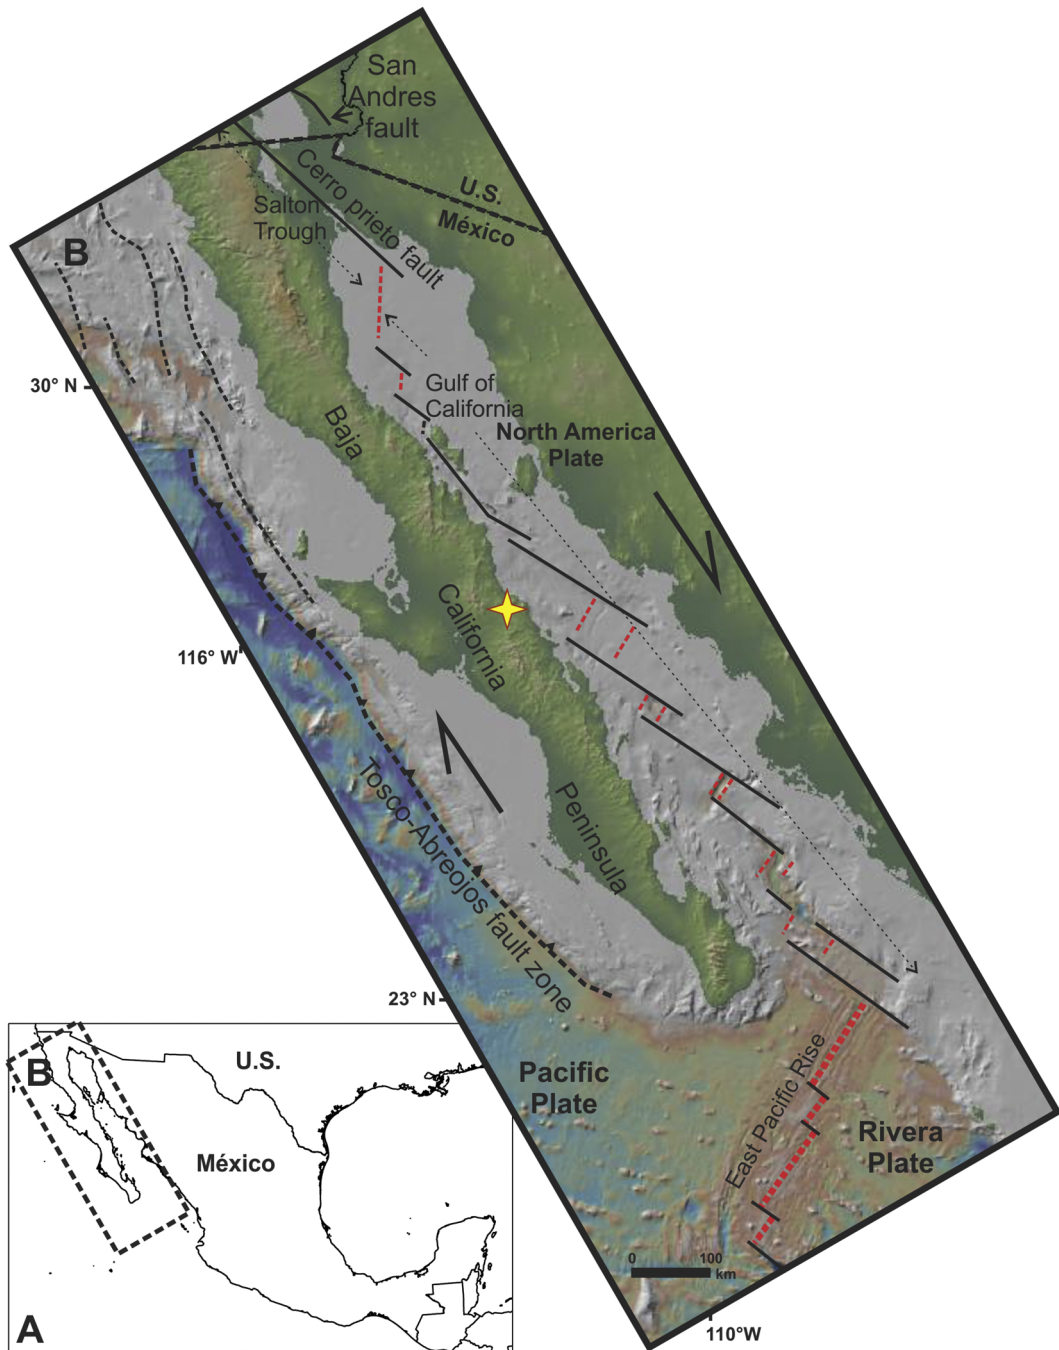 San
Andres
fault
Cerro prieto fault
U.S.
México
Salton
Trough
B
30° N
Gulf of
California
North America
Plate
Baja
California
Peninsula
116° W
Tosco-Abreojos fault zone
23° N
Pacific
Plate
East Pacific Rise
Rivera
Plate
0 100
km
110°W
B
U.S.
México
A